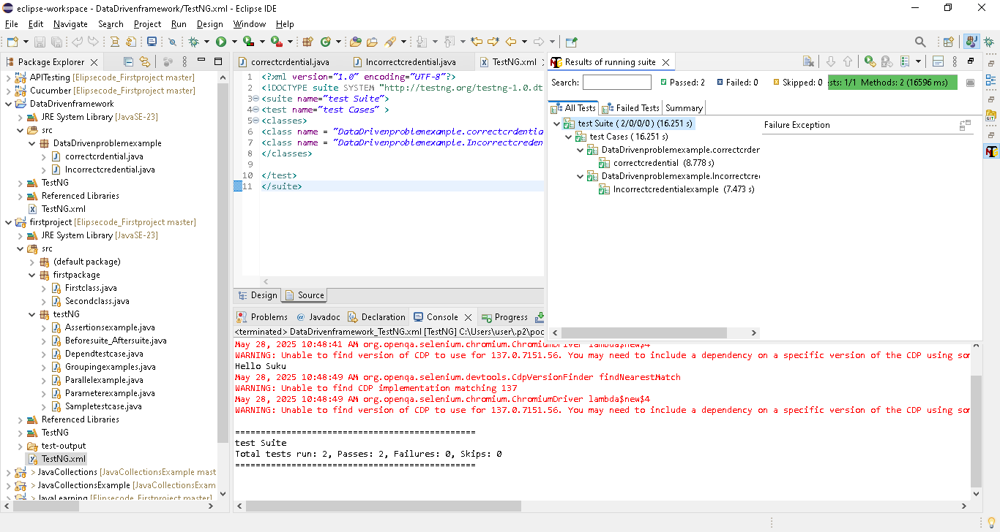 eclipse-workspace - DataDrivenframework/TestNG.xml - Eclipse IDE
File Edit Navigate Search Project Run Design Window Help
Package Explorer
APITesting [Elipsecode_Firstproject master]
Cucumber [Elipsecode_Firstproject master]
DataDrivenframework
JRE System Library [JavaSE-23]
src
DataDrivenproblemexample
correctcrdential.java
Incorrectcredential.java
TestNG
Referenced Libraries
TestNG.xml
firstproject [Elipsecode_Firstproject master]
JRE System Library [JavaSE-23]
src
(default package)
firstpackage
Firstclass.java
Secondclass.java
testNG
Assertionsexample.java
Beforesuite_Aftersuite.java
Dependtestcase.java
Groupingexamples.java
Parallelexample.java
Parameterexample.java
Sampletestcase.java
Referenced Libraries
TestNG
test-output
TestNG.xml
> JavaCollections [JavaCollectionsExample mast
> JavaCollectionsExample [JavaCollectionsExam
> JavaLearning [Elipsecode_Firstproject master]
correctcrdential.java Incorrectcredential.java TestNG.xml
1 <?xml version="1.0" encoding="UTF-8"?>
2 <!DOCTYPE suite SYSTEM "http://testng.org/testng-1.0.dt
3 <suite name="test Suite">
4 <test name="test Cases" >
5 <classes>
6 <class name = "DataDrivenproblemexample.correctcrdentia
7 <class name = "DataDrivenproblemexample.Incorrectcreden
8 </classes>
9
10 </test>
11 </suite>
Design Source
Results of running suite
Search: Passed: 2 Failed: 0 Skipped: 0 sts: 1/1 Methods: 2 (16596 ms)
All Tests Failed Tests Summary
test Suite ( 2/0/0/0 ) (16.251 s)
test Cases ( 16.251 s)
DataDrivenproblemexample.correctcrder
correctcredential (8.778 s)
DataDrivenproblemexample.Incorrectcre
Incorrectcredentialexample (7.473 s)
Failure Exception
Problems Javadoc Declaration Console Progress
<terminated> DataDrivenframework_TestNG.xml [TestNG] C:\Users\user\.p2\poc
May 28, 2025 10:48:41 AM org.openqa.selenium.chromium.ChromiumDriver lambda$new$4
WARNING: Unable to find version of CDP to use for 137.0.7151.56. You may need to include a dependency on a specific version of the CDP using som
Hello Suku
May 28, 2025 10:48:49 AM org.openqa.selenium.devtools.CdpVersionFinder findNearestMatch
WARNING: Unable to find CDP implementation matching 137
May 28, 2025 10:48:49 AM org.openqa.selenium.chromium.ChromiumDriver lambda$new$4
WARNING: Unable to find version of CDP to use for 137.0.7151.56. You may need to include a dependency on a specific version of the CDP using som
===============================================
test Suite
Total tests run: 2, Passes: 2, Failures: 0, Skips: 0
===============================================